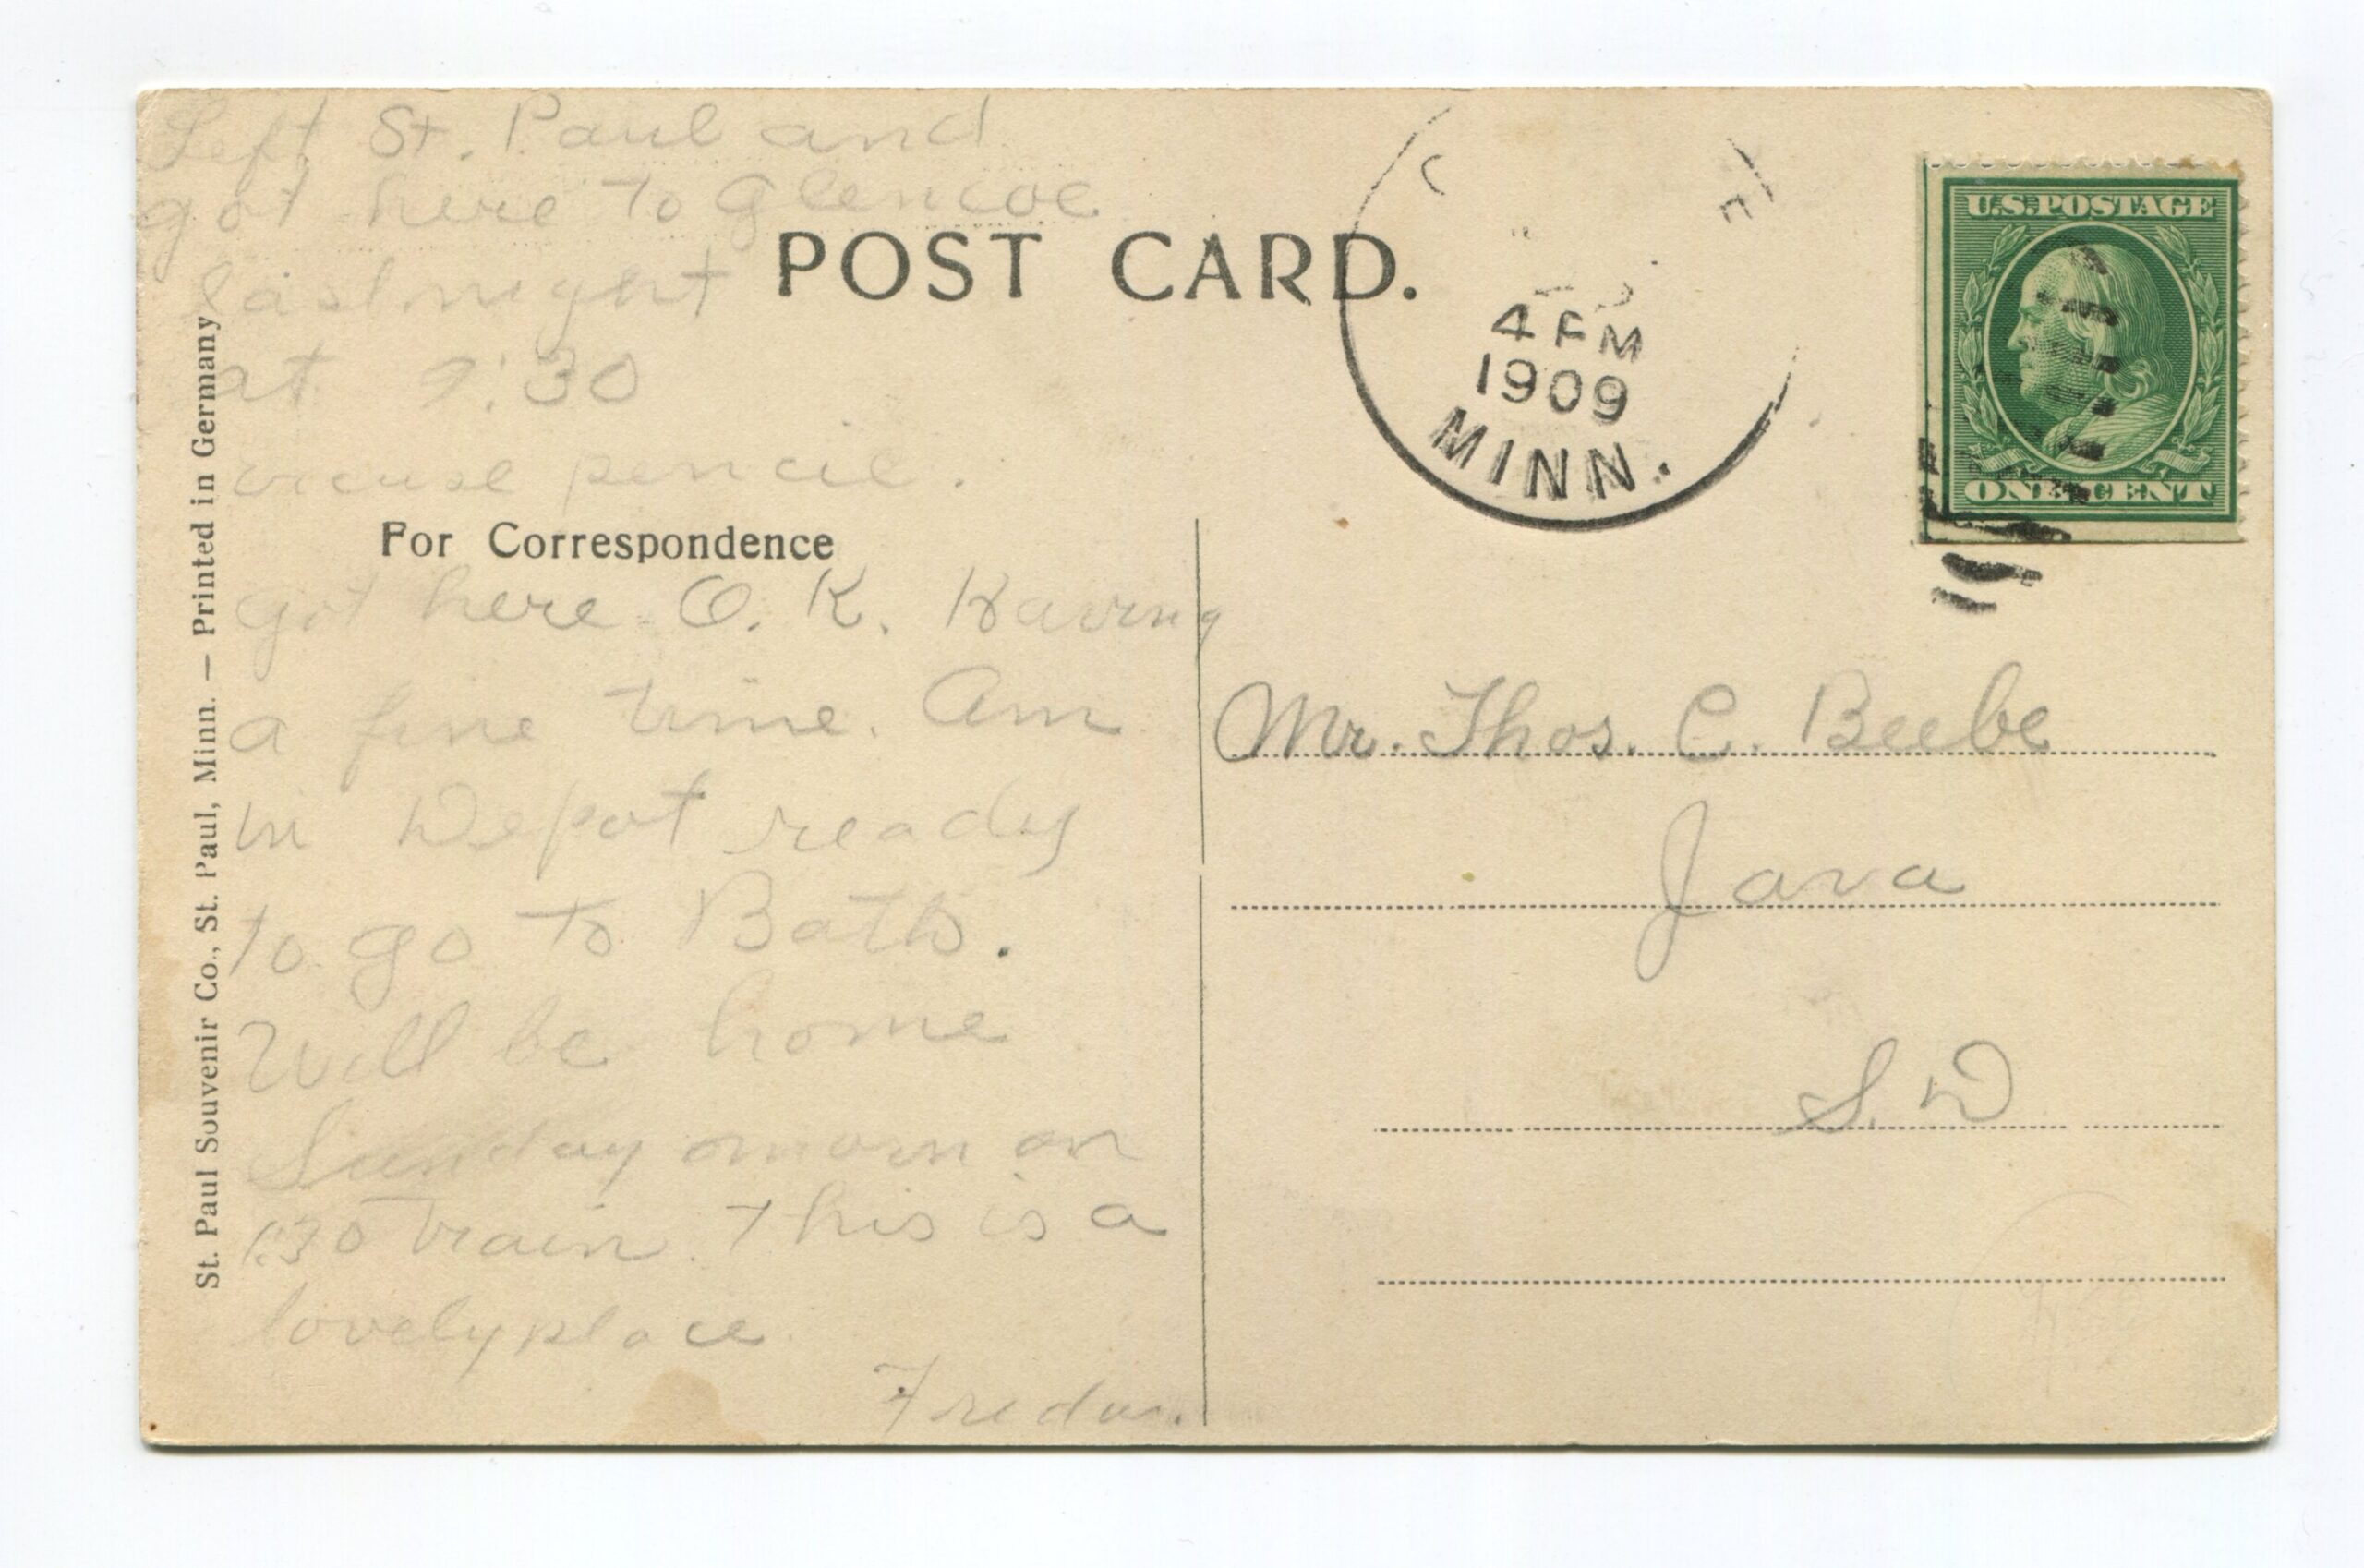 Left St. Paul and
got here to Glencoe
last night
at 7:30
excuse pencil.
POST CARD.
4 PM
1909
MINN.
U.S. POSTAGE
ONE CENT
For Correspondence
got here O.K. Having
a fine time. Am
in Depot ready
to go to Bath.
Will be home
Sunday morn on
1:30 train. This is a
lovely place
Mr. Thos. C. Beebe
Java
S.D
St. Paul Souvenir Co., St. Paul, Minn. — Printed in Germany